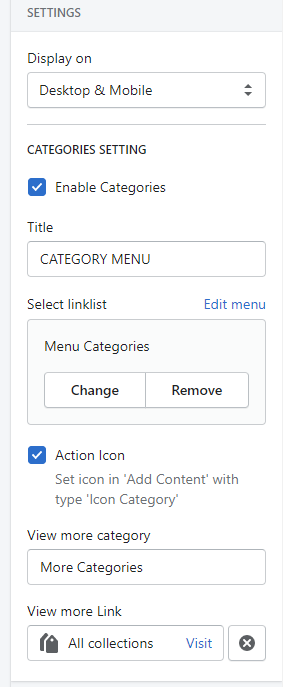 SETTINGS
Display on
Desktop & Mobile
CATEGORIES SETTING
Enable Categories
Title
CATEGORY MENU
Select linklist Edit menu
Menu Categories
Change Remove
Action Icon
Set icon in 'Add Content' with
type 'Icon Category'
View more category
More Categories
View more Link
All collections Visit